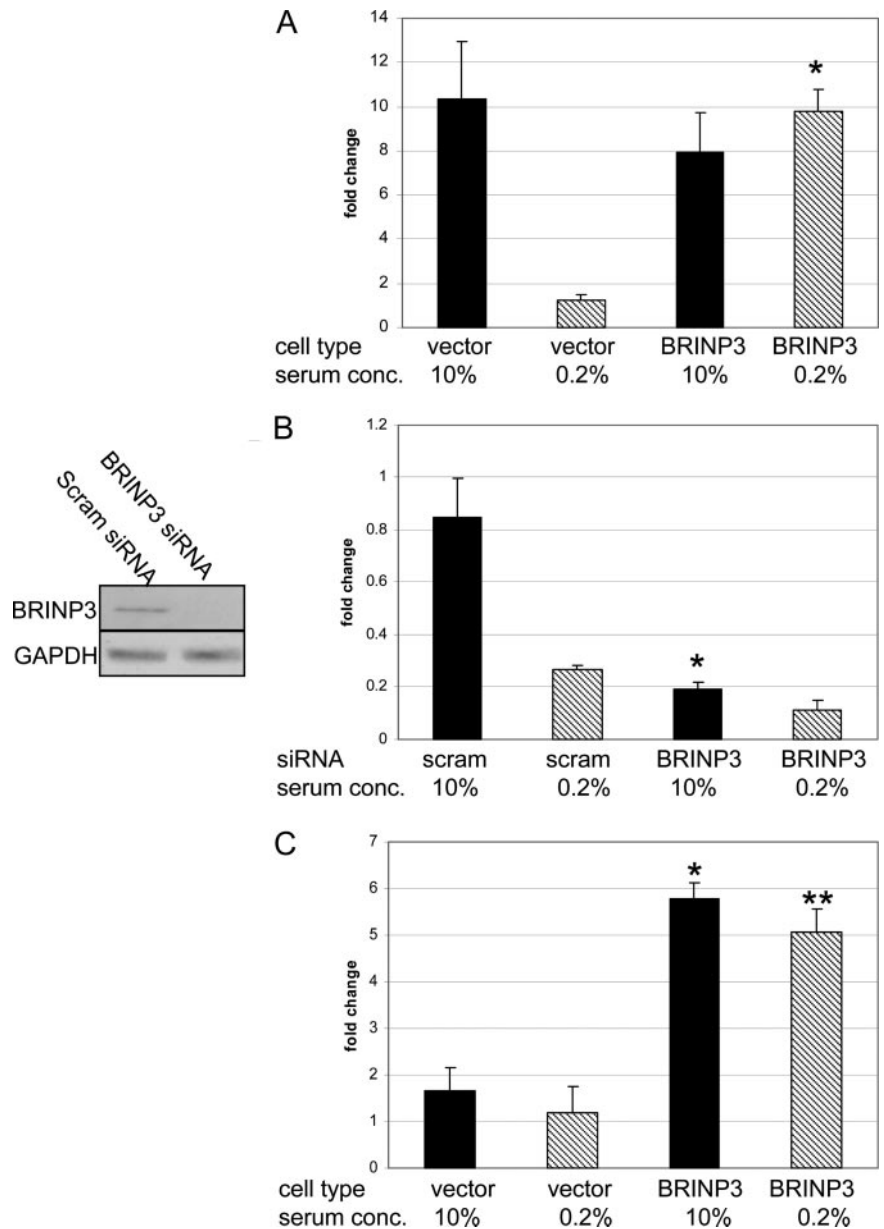 A
14
12
10
8
6
4
2
0
fold change
*
cell type vector vector BRINP3 BRINP3
serum conc. 10% 0.2% 10% 0.2%
Scram siRNA
BRINP3 siRNA
BRINP3
GAPDH
B
1.2
1
0.8
0.6
0.4
0.2
0
fold change
*
siRNA scram scram BRINP3 BRINP3
serum conc. 10% 0.2% 10% 0.2%
C
7
6
5
4
3
2
1
0
fold change
* **
cell type vector vector BRINP3 BRINP3
serum conc. 10% 0.2% 10% 0.2%